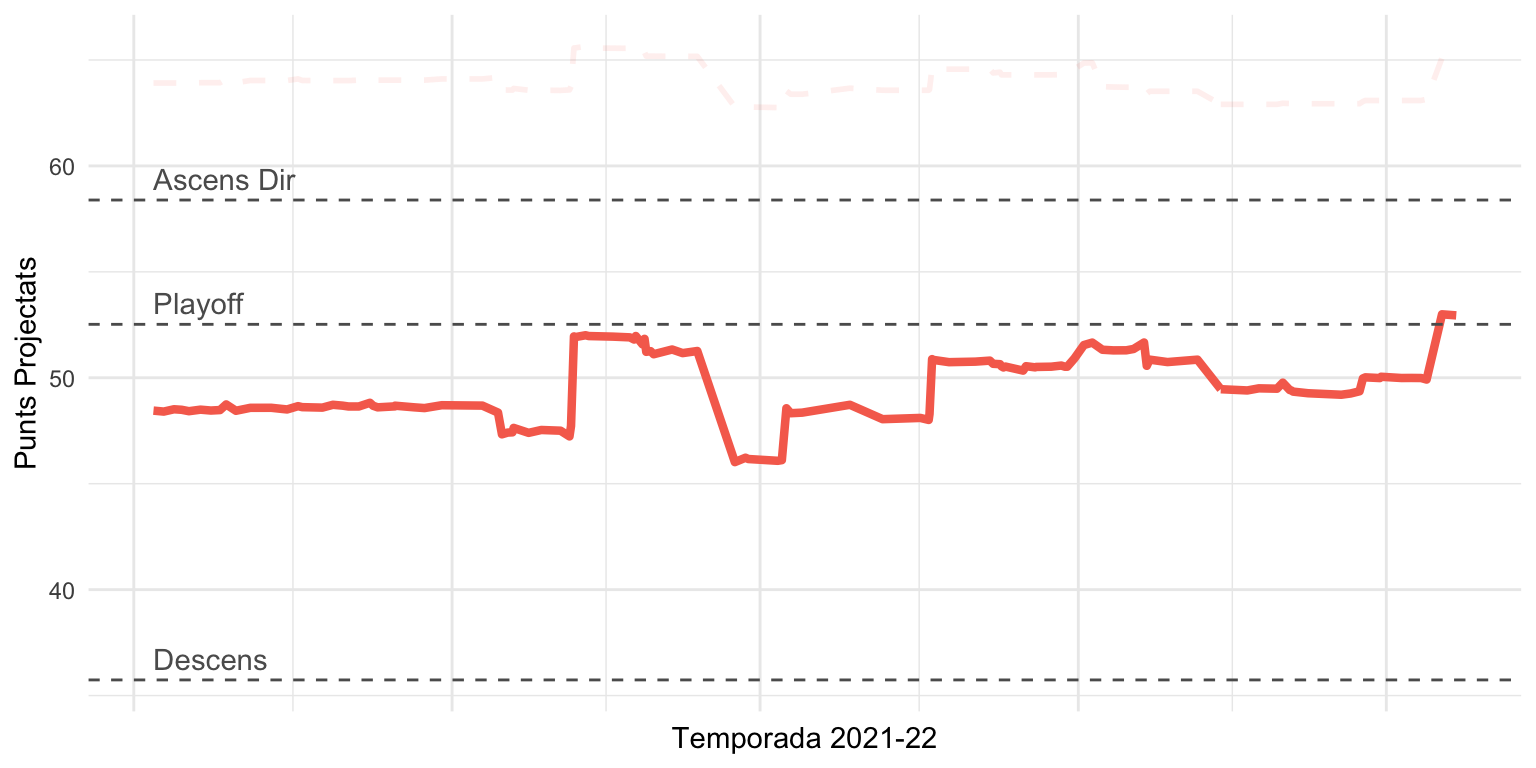 60
Ascens Dir
Playoff
50
40
Descens
Punts Projectats
Temporada 2021-22